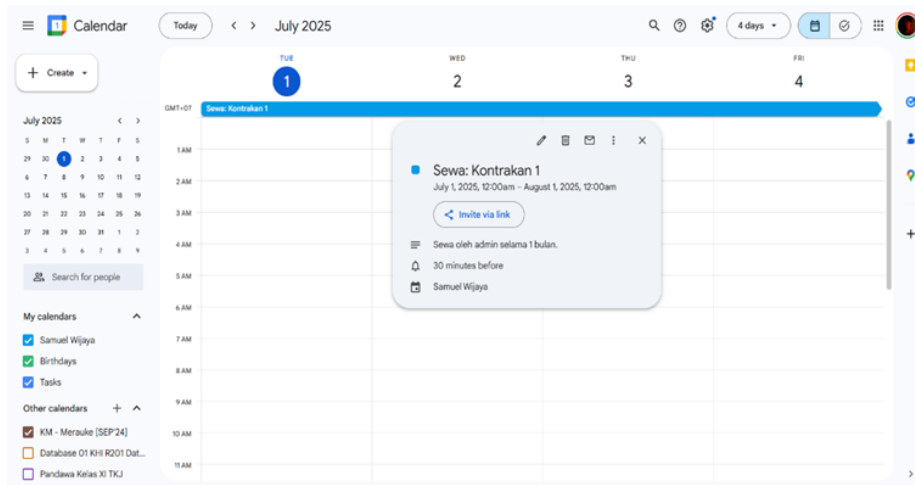 1
Calendar
Today
July 2025
4 days
Create
July 2025
S M T W T F S
29 30 1 2 3 4 5
6 7 8 9 10 11 12
13 14 15 16 17 18 19
20 21 22 23 24 25 26
27 28 29 30 31 1 2
3 4 5 6 7 8 9
Search for people
My calendars
Samuel Wijaya
Birthdays
Tasks
Other calendars
KM - Merauke [SEP'24]
Database 01 KHI R201 Dat...
Pandawa Kelas XI TKJ
TUE WED THU FRI
1 2 3 4
GMT+07
Sewa: Kontrakan 1
1 AM
2 AM
3 AM
4 AM
5 AM
6 AM
7 AM
8 AM
9 AM
10 AM
11 AM
Sewa: Kontrakan 1
July 1, 2025, 12:00am – August 1, 2025, 12:00am
Invite via link
Sewa oleh admin selama 1 bulan.
30 minutes before
Samuel Wijaya